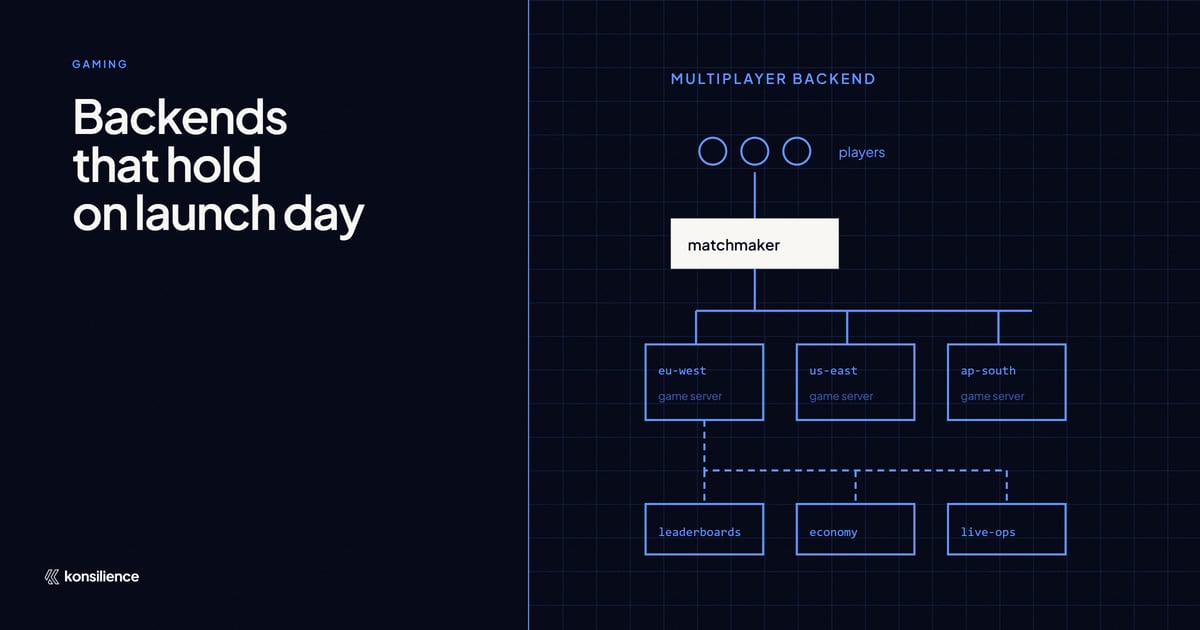 GAMING
Backends
that hold
on launch day
konsilience
MULTIPLAYER BACKEND
players
matchmaker
eu-west
game server
us-east
game server
ap-south
game server
leaderboards
economy
live-ops